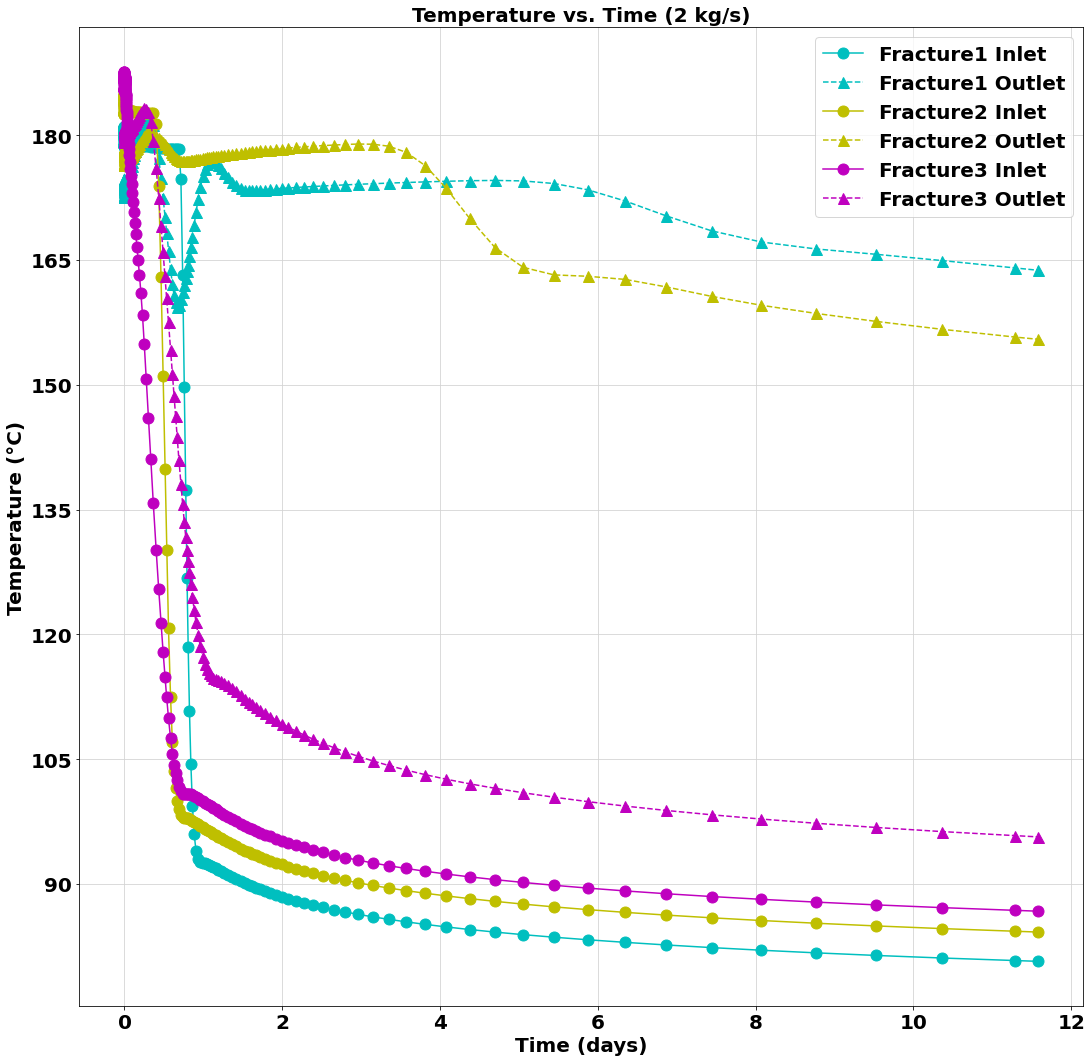 Temperature vs. Time (2 kg/s)
Fracture1 Inlet
Fracture1 Outlet
Fracture2 Inlet
Fracture2 Outlet
Fracture3 Inlet
Fracture3 Outlet
Temperature (°C)
180
165
150
135
120
105
90
0 2 4 6 8 10 12
Time (days)